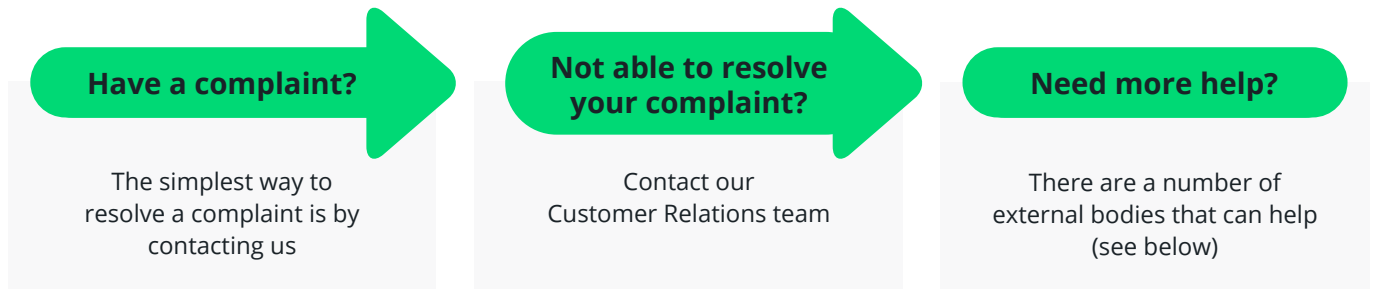 Have a complaint?
The simplest way to
resolve a complaint is by
contacting us
Not able to resolve
your complaint?
Contact our
Customer Relations team
Need more help?
There are a number of
external bodies that can help
(see below)